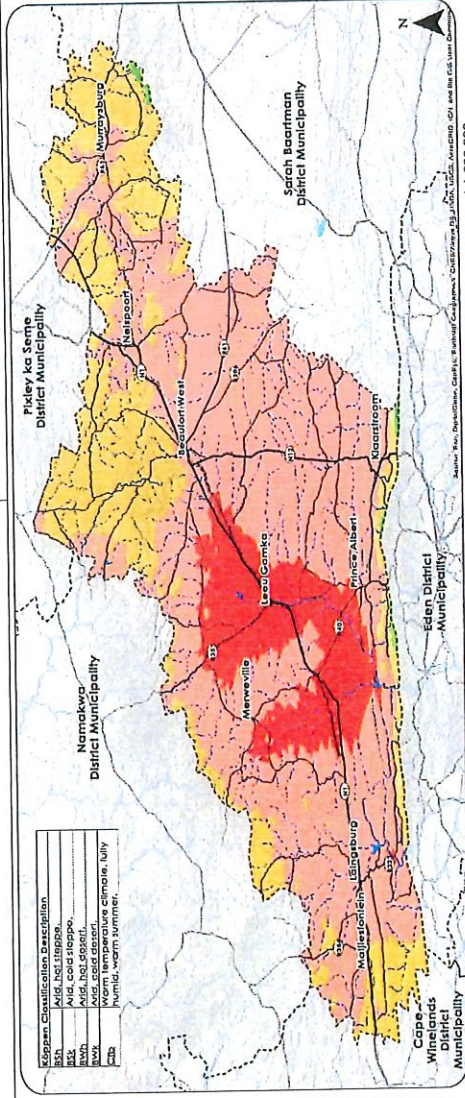 Köppen Classification Description
BSh Arid, hot steppe.
BSk Arid, cold steppe.
BWh Arid, hot desert.
BWk Arid, cold desert.
Cfb Warm temperature climate, fully
humid, warm summer.
Pixley ka Seme
District Municipality
Namakwa
District Municipality
Sarah Baartman
District Municipality
Eden District
Municipality
Cape
Winelands
District
Municipality
Murraysburg
Nelspoort
Beaufort West
Leeu Gamka
Merweville
Prince Albert
Klaarstroom
Laingsburg
Matjiesfontein
N1
N1
N12
R407
R61
N